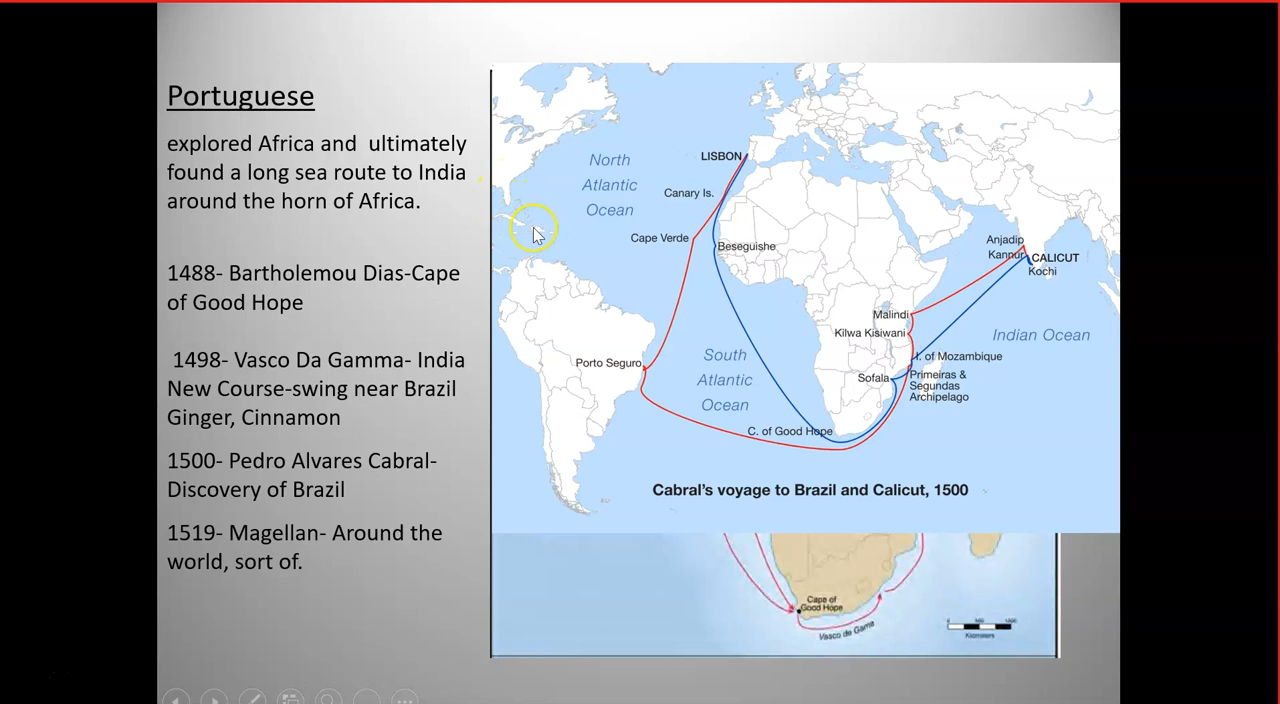 Portuguese
explored Africa and  ultimately
found a long sea route to India
around the horn of Africa.
1488- Bartholemou Dias-Cape
of Good Hope
1498- Vasco Da Gamma- India
New Course-swing near Brazil
Ginger, Cinnamon
1500- Pedro Alvares Cabral-
Discovery of Brazil
1519- Magellan- Around the
world, sort of.
North
Atlantic
Ocean
LISBON
Canary Is.
Cape Verde
Beseguishe
Anjadip
Kannur
CALICUT
Kochi
Malindi
Kilwa Kisiwani
Indian Ocean
I. of Mozambique
Porto Seguro
South
Atlantic
Ocean
Sofala
Primeiras &
Segundas
Archipelago
C. of Good Hope
Cabral's voyage to Brazil and Calicut, 1500
Cape of
Good Hope
Vasco de Gama
Kilometers